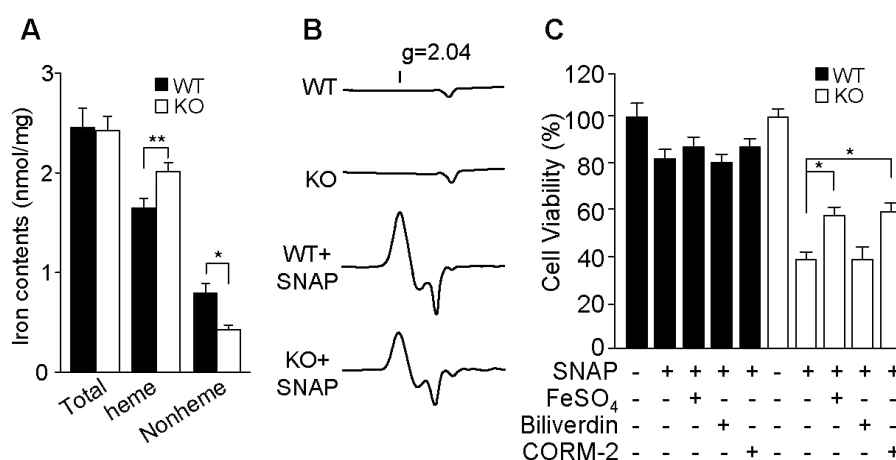 A
3
2
1
0
Iron contents (nmol/mg)
WT
KO
**
*
Total
heme
Nonheme
B
g=2.04
WT
KO
WT+
SNAP
KO+
SNAP
C
120
100
80
60
40
20
0
Cell Viability (%)
WT
KO
*
*
SNAP - + + + + - + + + +
FeSO₄ - - + - - - - + - -
Biliverdin - - - + - - - - + -
CORM-2 - - - - + - - - - +